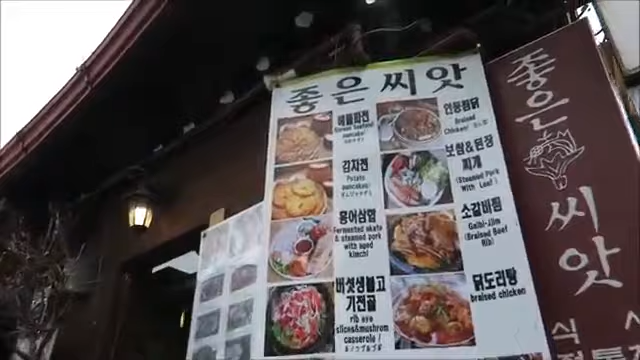 좋은씨앗
해물파전
(Korean seafood
pancake)
감자전
(Potato
pancake)
홍어삼합
(Fermented skate
& steamed pork
with aged
kimchi)
버섯생불고
기전골
(rib eye
slices&mushroom
casserole)
안동찜닭
(Braised
Chicken)
보쌈&된장
찌개
(Steamed Pork
with Leaf)
소갈비찜
(Galbi-Jjim
(Braised Beef
Rib)
닭도리탕
(braised chicken)
좋은
씨앗